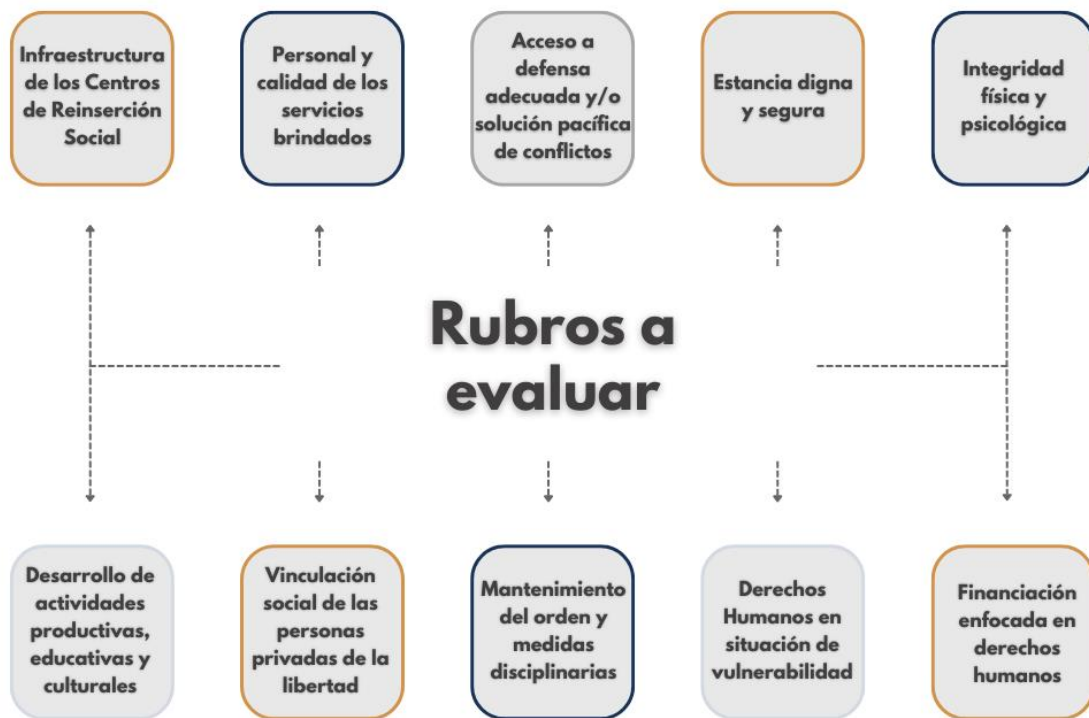 Infraestructura
de los Centros
de Reinserción
Social
Personal y
calidad de los
servicios
brindados
Acceso a
defensa
adecuada y/o
solución pacífica
de conflictos
Estancia digna
y segura
Integridad
física y
psicológica
Rubros a
evaluar
Desarrollo de
actividades
productivas,
educativas y
culturales
Vinculación
social de las
personas
privadas de la
libertad
Mantenimiento
del orden y
medidas
disciplinarias
Derechos
Humanos en
situación de
vulnerabilidad
Financiación
enfocada en
derechos
humanos